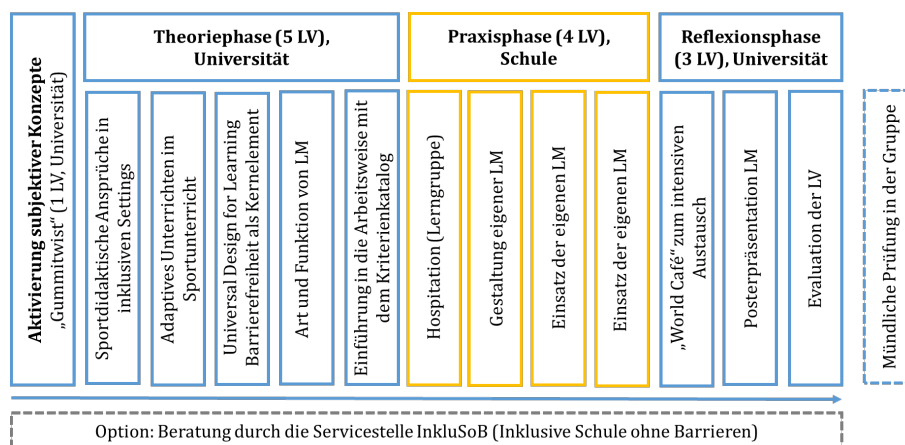 Aktivierung subjektiver Konzepte
„Gummitwist“ (1 LV, Universität)
Theoriephase (5 LV),
Universität
Sportdidaktische Ansprüche in
inklusiven Settings
Adaptives Unterrichten im
Sportunterricht
Universal Design for Learning
Barrierefreiheit als Kernelement
Art und Funktion von LM
Einführung in die Arbeitsweise mit
dem Kriterienkatalog
Praxisphase (4 LV),
Schule
Hospitation (Lerngruppe)
Gestaltung eigener LM
Einsatz der eigenen LM
Einsatz der eigenen LM
Reflexionsphase
(3 LV), Universität
„World Café“ zum intensiven
Austausch
Posterpräsentation LM
Evaluation der LV
Mündliche Prüfung in der Gruppe
Option: Beratung durch die Servicestelle InkluSoB (Inklusive Schule ohne Barrieren)